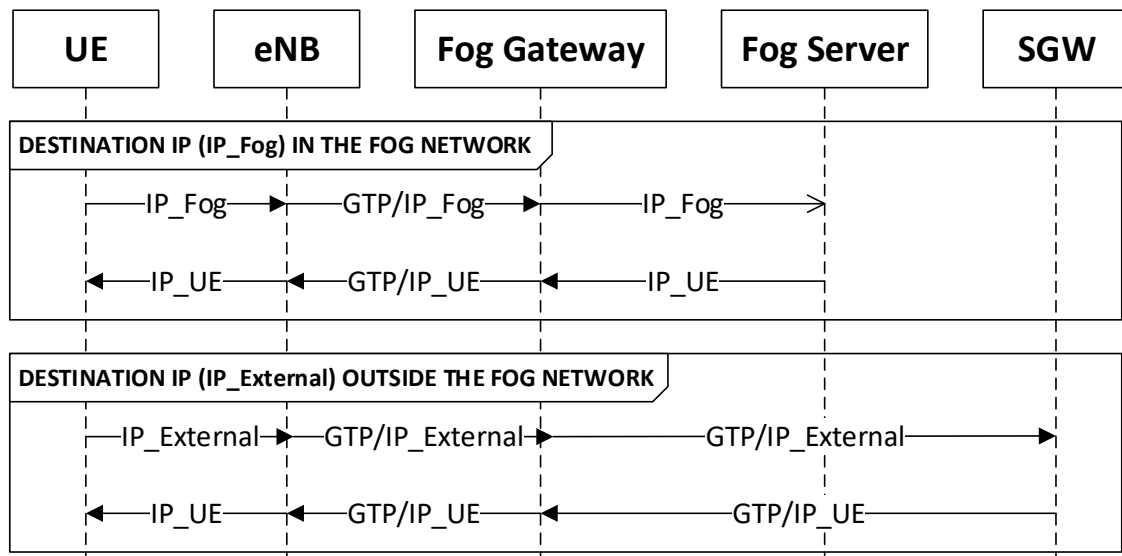 UE eNB Fog Gateway Fog Server SGW
DESTINATION IP (IP_Fog) IN THE FOG NETWORK
IP_Fog GTP/IP_Fog IP_Fog
IP_UE GTP/IP_UE IP_UE
DESTINATION IP (IP_External) OUTSIDE THE FOG NETWORK
IP_External GTP/IP_External GTP/IP_External
IP_UE GTP/IP_UE GTP/IP_UE